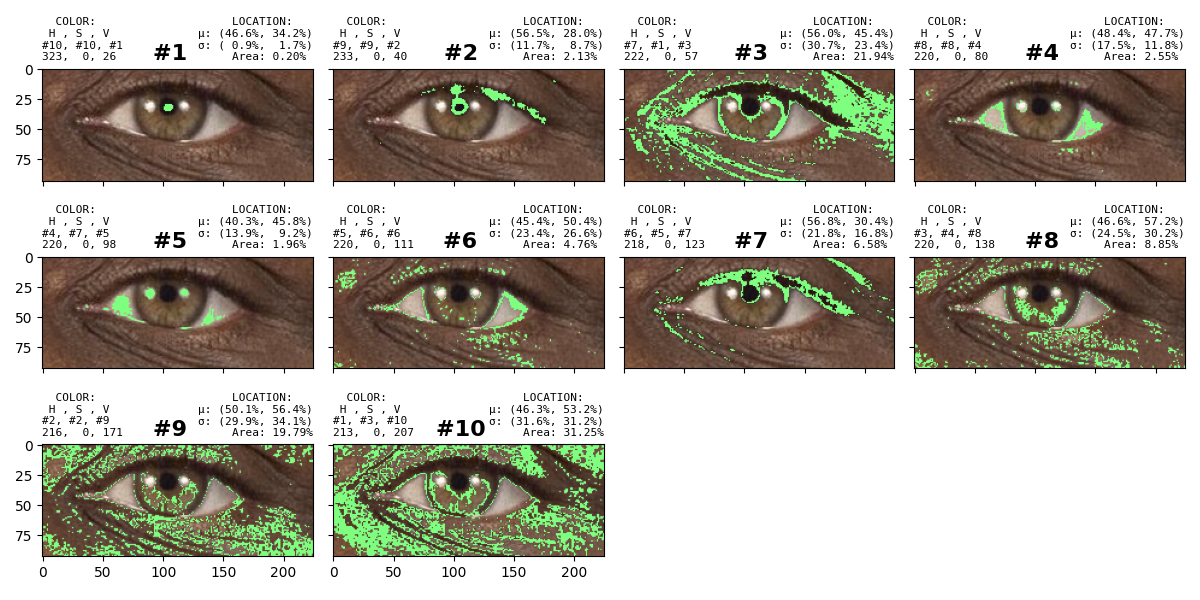 COLOR: LOCATION:
H , S , V μ: (46.6%, 34.2%)
#10, #10, #1 #1 σ: ( 0.9%, 1.7%)
323, 0, 26 Area: 0.20%
COLOR: LOCATION:
H , S , V μ: (56.5%, 28.0%)
#9, #9, #2 #2 σ: (11.7%, 8.7%)
233, 0, 40 Area: 2.13%
COLOR: LOCATION:
H , S , V μ: (56.0%, 45.4%)
#7, #1, #3 #3 σ: (30.7%, 23.4%)
222, 0, 57 Area: 21.94%
COLOR: LOCATION:
H , S , V μ: (48.4%, 47.7%)
#8, #8, #4 #4 σ: (17.5%, 11.8%)
220, 0, 80 Area: 2.55%
0
25
50
75
COLOR: LOCATION:
H , S , V μ: (40.3%, 45.8%)
#4, #7, #5 #5 σ: (13.9%, 9.2%)
220, 0, 98 Area: 1.96%
COLOR: LOCATION:
H , S , V μ: (45.4%, 50.4%)
#5, #6, #6 #6 σ: (23.4%, 26.6%)
220, 0, 111 Area: 4.76%
COLOR: LOCATION:
H , S , V μ: (56.8%, 30.4%)
#6, #5, #7 #7 σ: (21.8%, 16.8%)
218, 0, 123 Area: 6.58%
COLOR: LOCATION:
H , S , V μ: (46.6%, 57.2%)
#3, #4, #8 #8 σ: (24.5%, 30.2%)
220, 0, 138 Area: 8.85%
0
25
50
75
COLOR: LOCATION:
H , S , V μ: (50.1%, 56.4%)
#2, #2, #9 #9 σ: (29.9%, 34.1%)
216, 0, 171 Area: 19.79%
COLOR: LOCATION:
H , S , V μ: (46.3%, 53.2%)
#1, #3, #10 #10 σ: (31.6%, 31.2%)
213, 0, 207 Area: 31.25%
0
25
50
75
0 50 100 150 200
0 50 100 150 200